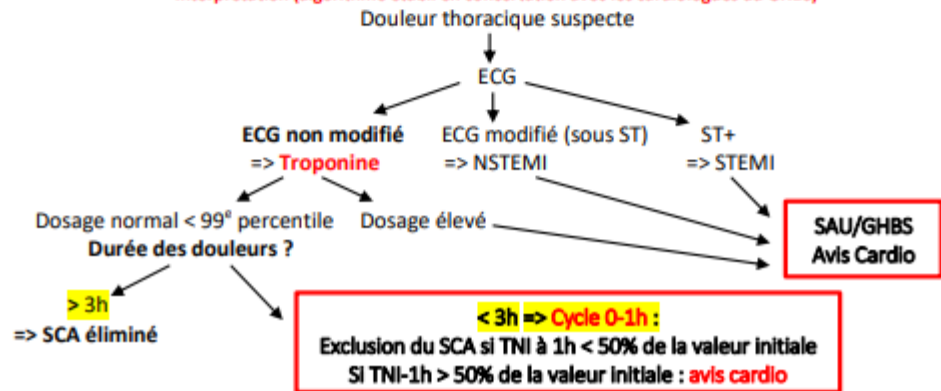 Douleur thoracique suspecte
ECG
ECG non modifié
=> Troponine
ECG modifié (sous ST)
=> NSTEMI
ST+
=> STEMI
Dosage normal < 99e percentile
Durée des douleurs ?
Dosage élevé
SAU/GHBS
Avis Cardio
> 3h
=> SCA éliminé
< 3h => Cycle 0-1h :
Exclusion du SCA si TNI à 1h < 50% de la valeur initiale
Si TNI-1h > 50% de la valeur initiale : avis cardio